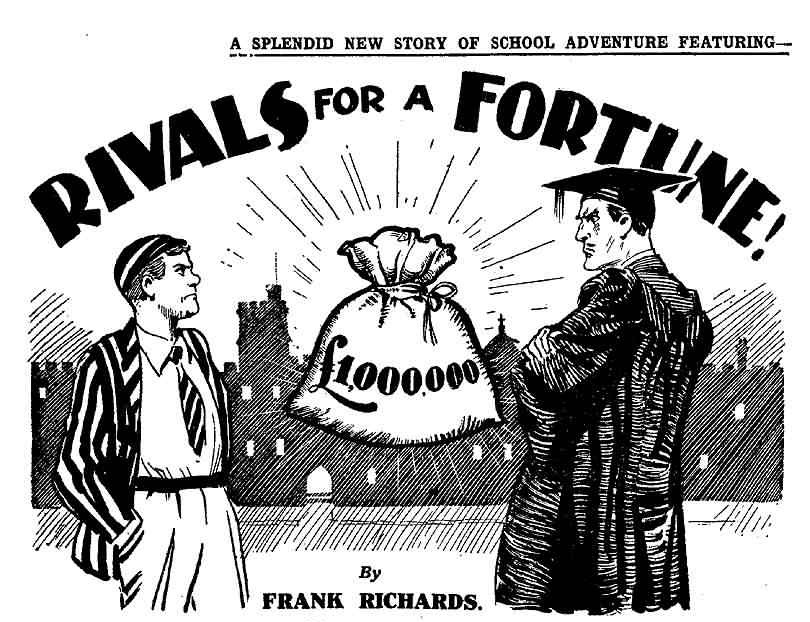 A SPLENDID NEW STORY OF SCHOOL ADVENTURE FEATURING—
RIVALS FOR A FORTUNE!
£1,000,000
By
FRANK RICHARDS.